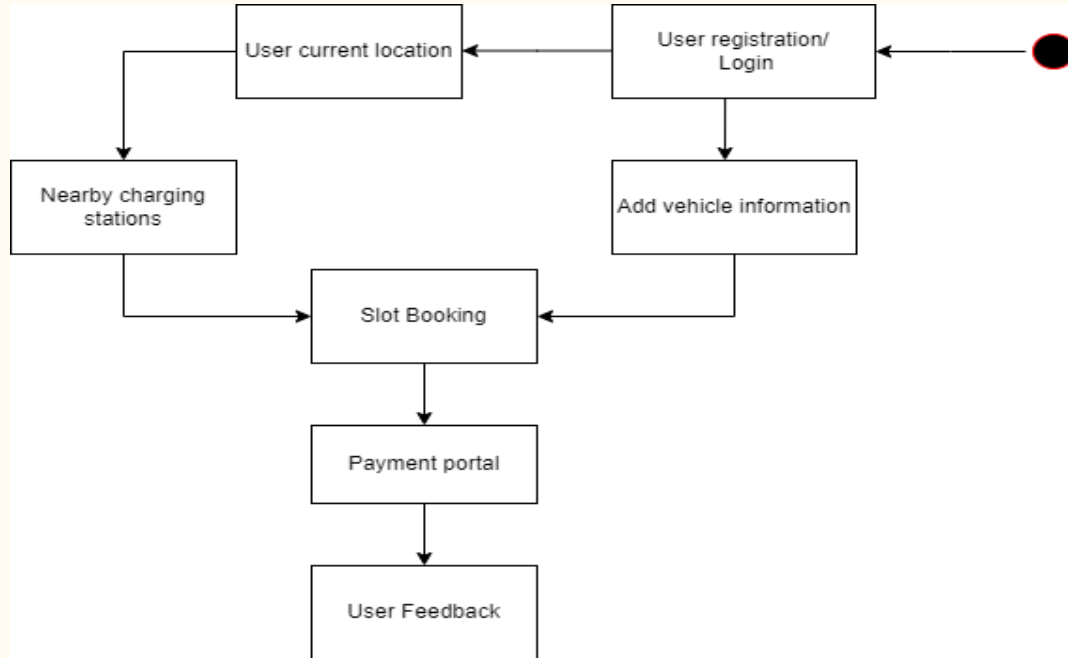 User current location
User registration/
Login
Nearby charging
stations
Add vehicle information
Slot Booking
Payment portal
User Feedback